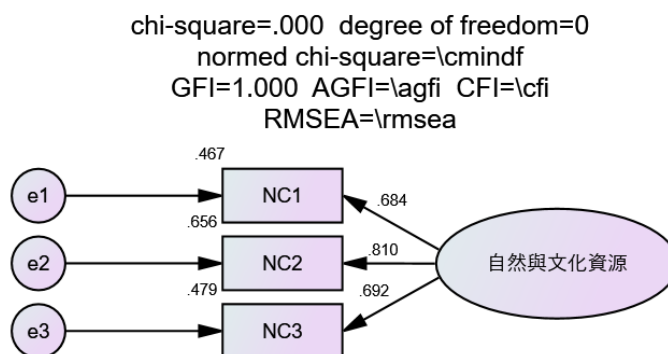 chi-square=.000 degree of freedom=0
normed chi-square=\cmindf
GFI=1.000 AGFI=\agfi CFI=\cfi
RMSEA=\rmsea
.467
e1
NC1
.684
.656
e2
NC2
.810
自然與文化資源
.479
.692
e3
NC3